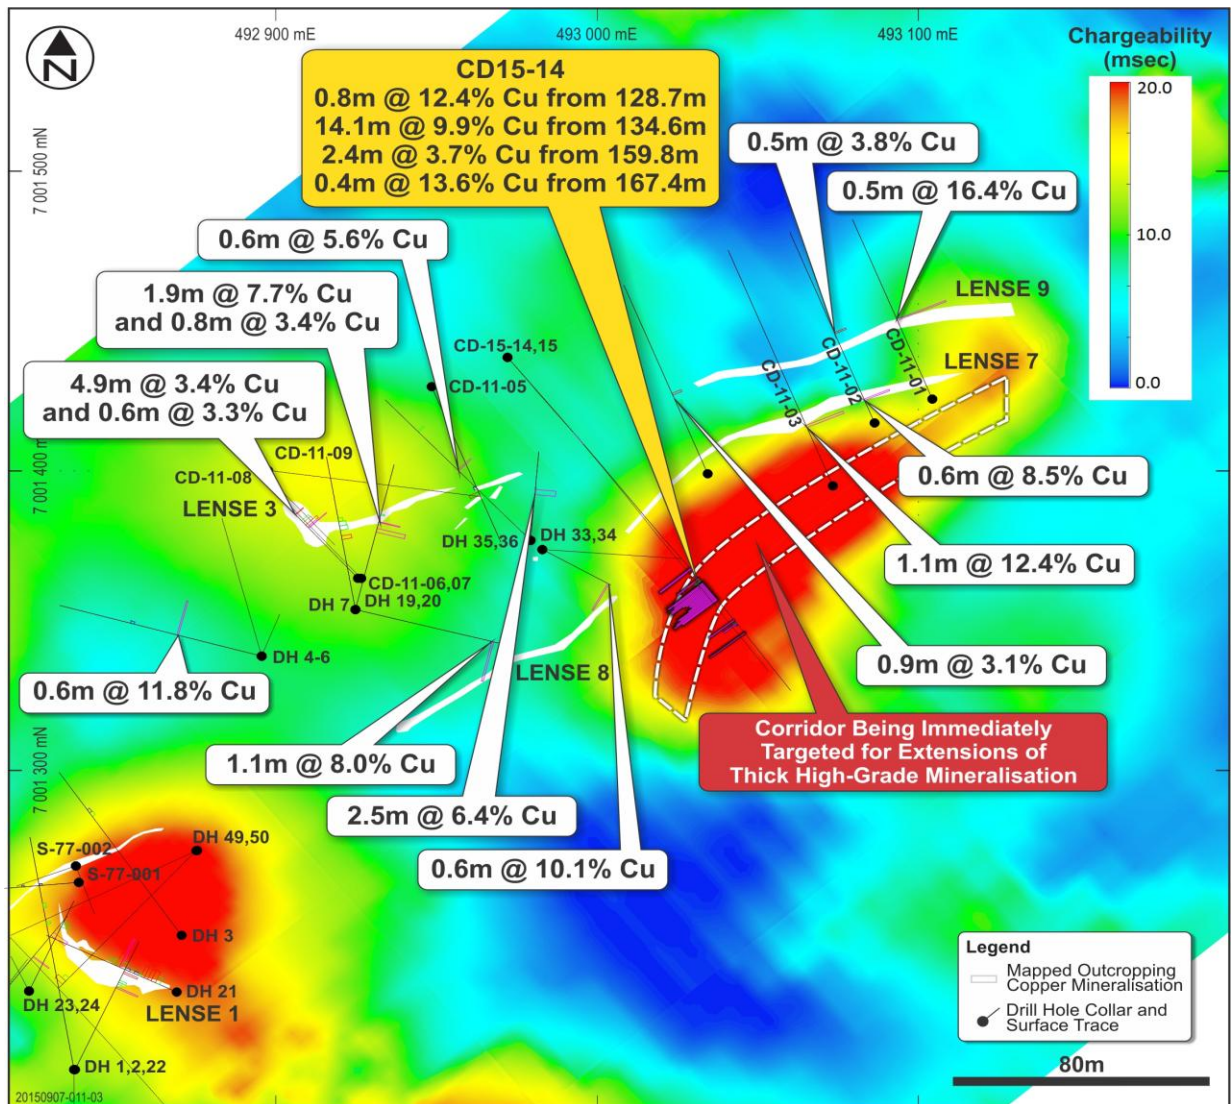 492 900 mE
493 000 mE
493 100 mE
N
Chargeability
(msec)
20.0
10.0
0.0
CD15-14
0.8m @ 12.4% Cu from 128.7m
14.1m @ 9.9% Cu from 134.6m
2.4m @ 3.7% Cu from 159.8m
0.4m @ 13.6% Cu from 167.4m
7 001 500 mN
0.5m @ 3.8% Cu
0.5m @ 16.4% Cu
0.6m @ 5.6% Cu
1.9m @ 7.7% Cu
and 0.8m @ 3.4% Cu
LENSE 9
CD-15-14,15
CD-11-05
CD-11-03
CD-11-02
CD-11-01
LENSE 7
4.9m @ 3.4% Cu
and 0.6m @ 3.3% Cu
7 001 400 mN
CD-11-09
CD-11-08
LENSE 3
0.6m @ 8.5% Cu
DH 35,36
DH 33,34
1.1m @ 12.4% Cu
CD-11-06,07
DH 7
DH 19,20
DH 4-6
LENSE 8
0.9m @ 3.1% Cu
0.6m @ 11.8% Cu
Corridor Being Immediately
Targeted for Extensions of
Thick High-Grade Mineralisation
7 001 300 mN
1.1m @ 8.0% Cu
2.5m @ 6.4% Cu
0.6m @ 10.1% Cu
DH 49,50
S-77-002
S-77-001
DH 3
DH 21
DH 23,24
LENSE 1
DH 1,2,22
Legend
Mapped Outcropping
Copper Mineralisation
Drill Hole Collar and
Surface Trace
80m
20150907-011-03